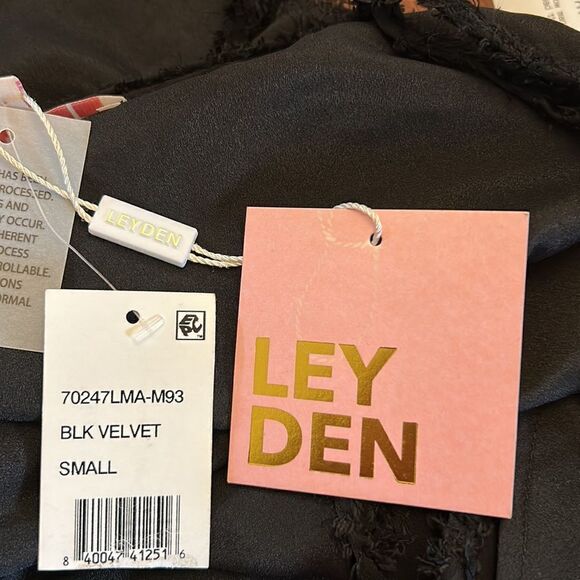 HAS BE
ROCESSED.
G AND
Y OCCUR.
HERENT
OCESS
ROLLABLE.
ONS
ORMAL
LEYDEN
EPC
70247LMA-M93
BLK VELVET
SMALL
8 40047 41251 6
LEY
DEN